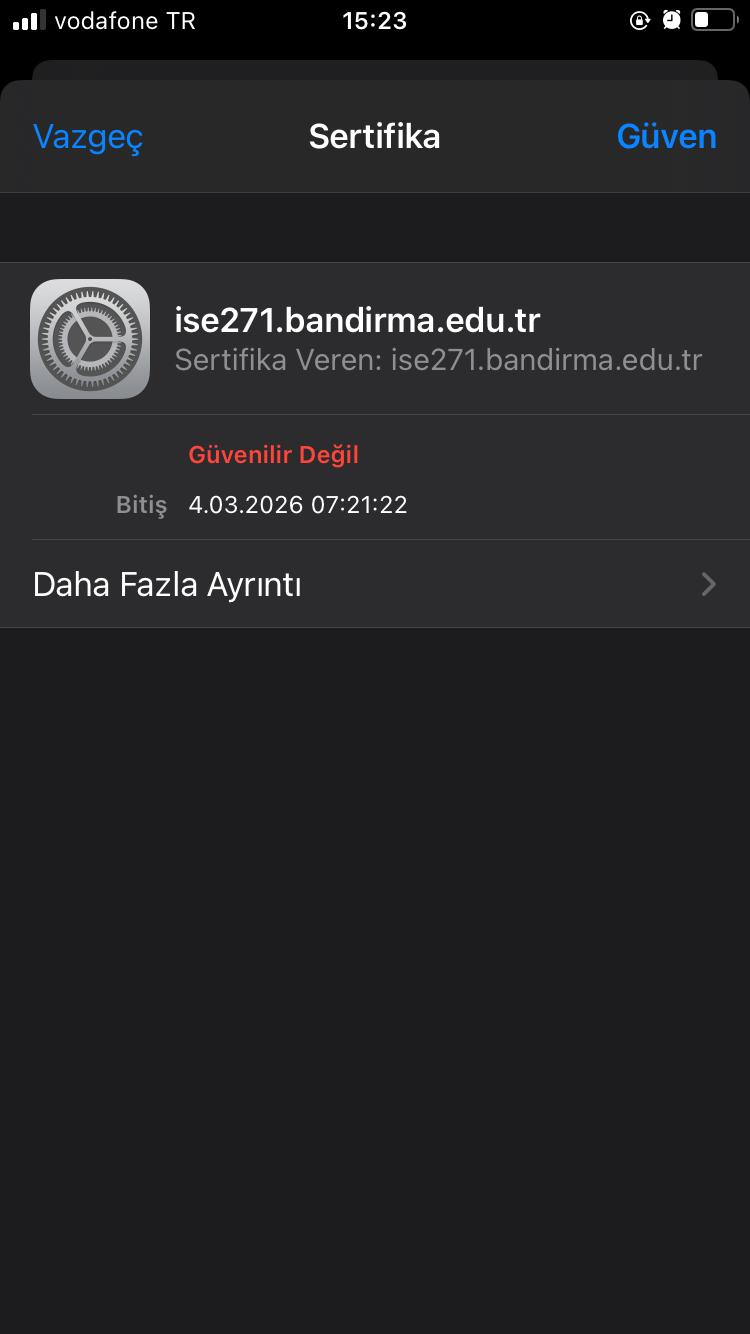 vodafone TR 15:23
Vazgeç Sertifika Güven
ise271.bandirma.edu.tr
Sertifika Veren: ise271.bandirma.edu.tr
Güvenilir Değil
Bitiş 4.03.2026 07:21:22
Daha Fazla Ayrıntı